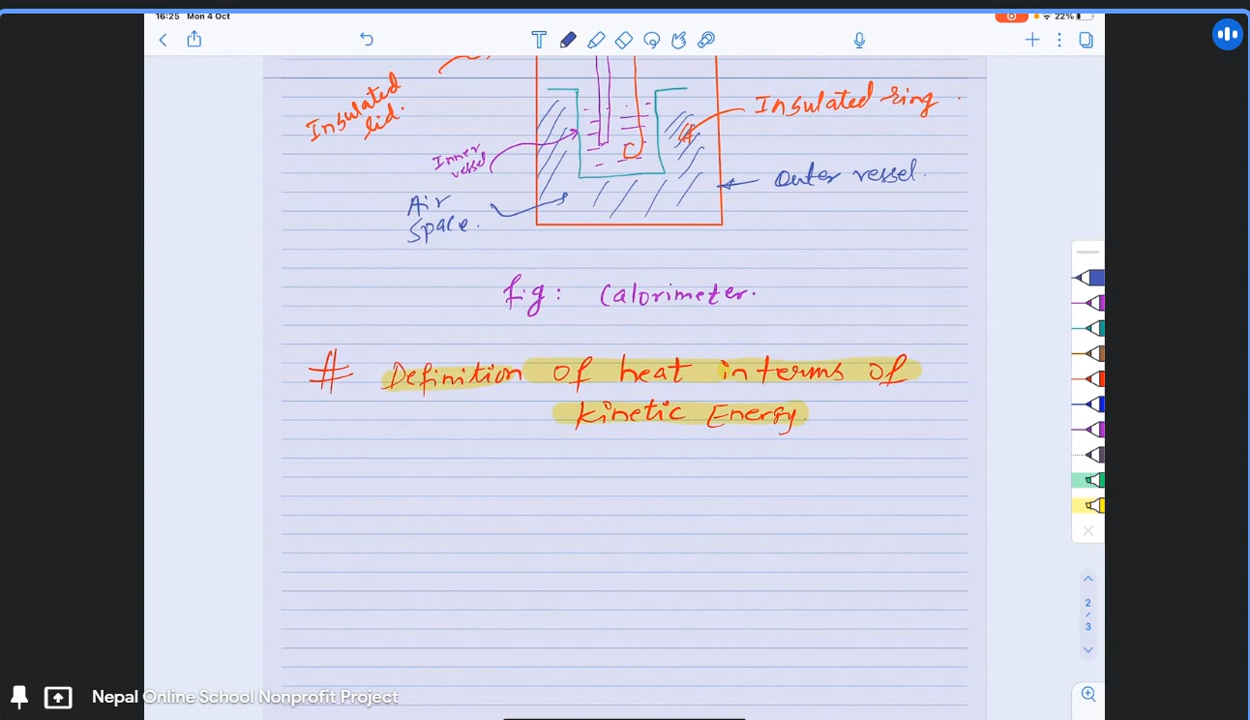 16:25 Mon 4 Oct
22%
Insulated
lid.
Insulated ring.
Inner
vessel
Outer vessel.
Air
Space.
fig: Calorimeter.
# Definition of heat in terms of
Kinetic Energy.
2
/
3
Nepal Online School Nonprofit Project